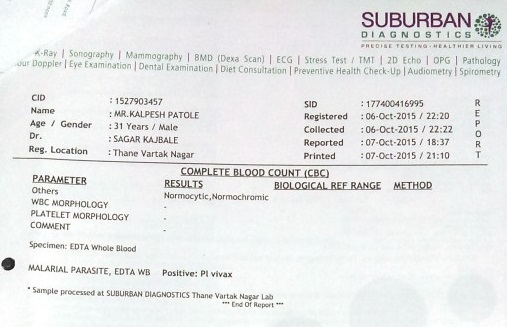 SUBURBAN
DIAGNOSTICS
PRECISE TESTING·HEALTHIER LIVING
X-Ray | Sonography | Mammography | BMD (Dexa Scan) | ECG | Stress Test / TMT | 2D Echo | OPG | Pathology
our Doppler | Eye Examination | Dental Examination | Diet Consultation | Preventive Health Check-Up | Audiometry | Spirometry
CID : 1527903457
Name : MR.KALPESH PATOLE
Age / Gender : 31 Years / Male
Dr. : SAGAR KAJBALE
Reg. Location : Thane Vartak Nagar
SID : 177400416995
Registered : 06-Oct-2015 / 22:20
Collected : 06-Oct-2015 / 22:22
Reported : 07-Oct-2015 / 18:37
Printed : 07-Oct-2015 / 21:10
REPORT
COMPLETE BLOOD COUNT (CBC)
PARAMETER RESULTS BIOLOGICAL REF RANGE METHOD
Others Normocytic,Normochromic
WBC MORPHOLOGY -
PLATELET MORPHOLOGY -
COMMENT -
Specimen: EDTA Whole Blood
MALARIAL PARASITE, EDTA WB Positive: Pl vivax
* Sample processed at SUBURBAN DIAGNOSTICS Thane Vartak Nagar Lab
*** End Of Report ***